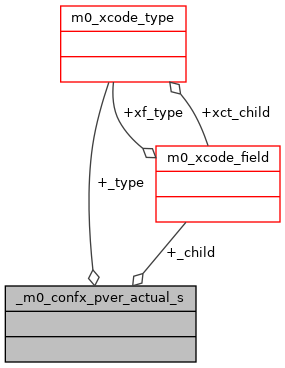 m0_xcode_type
+xf_type
+xct_child
m0_xcode_field
+_type
+_child
_m0_confx_pver_actual_s